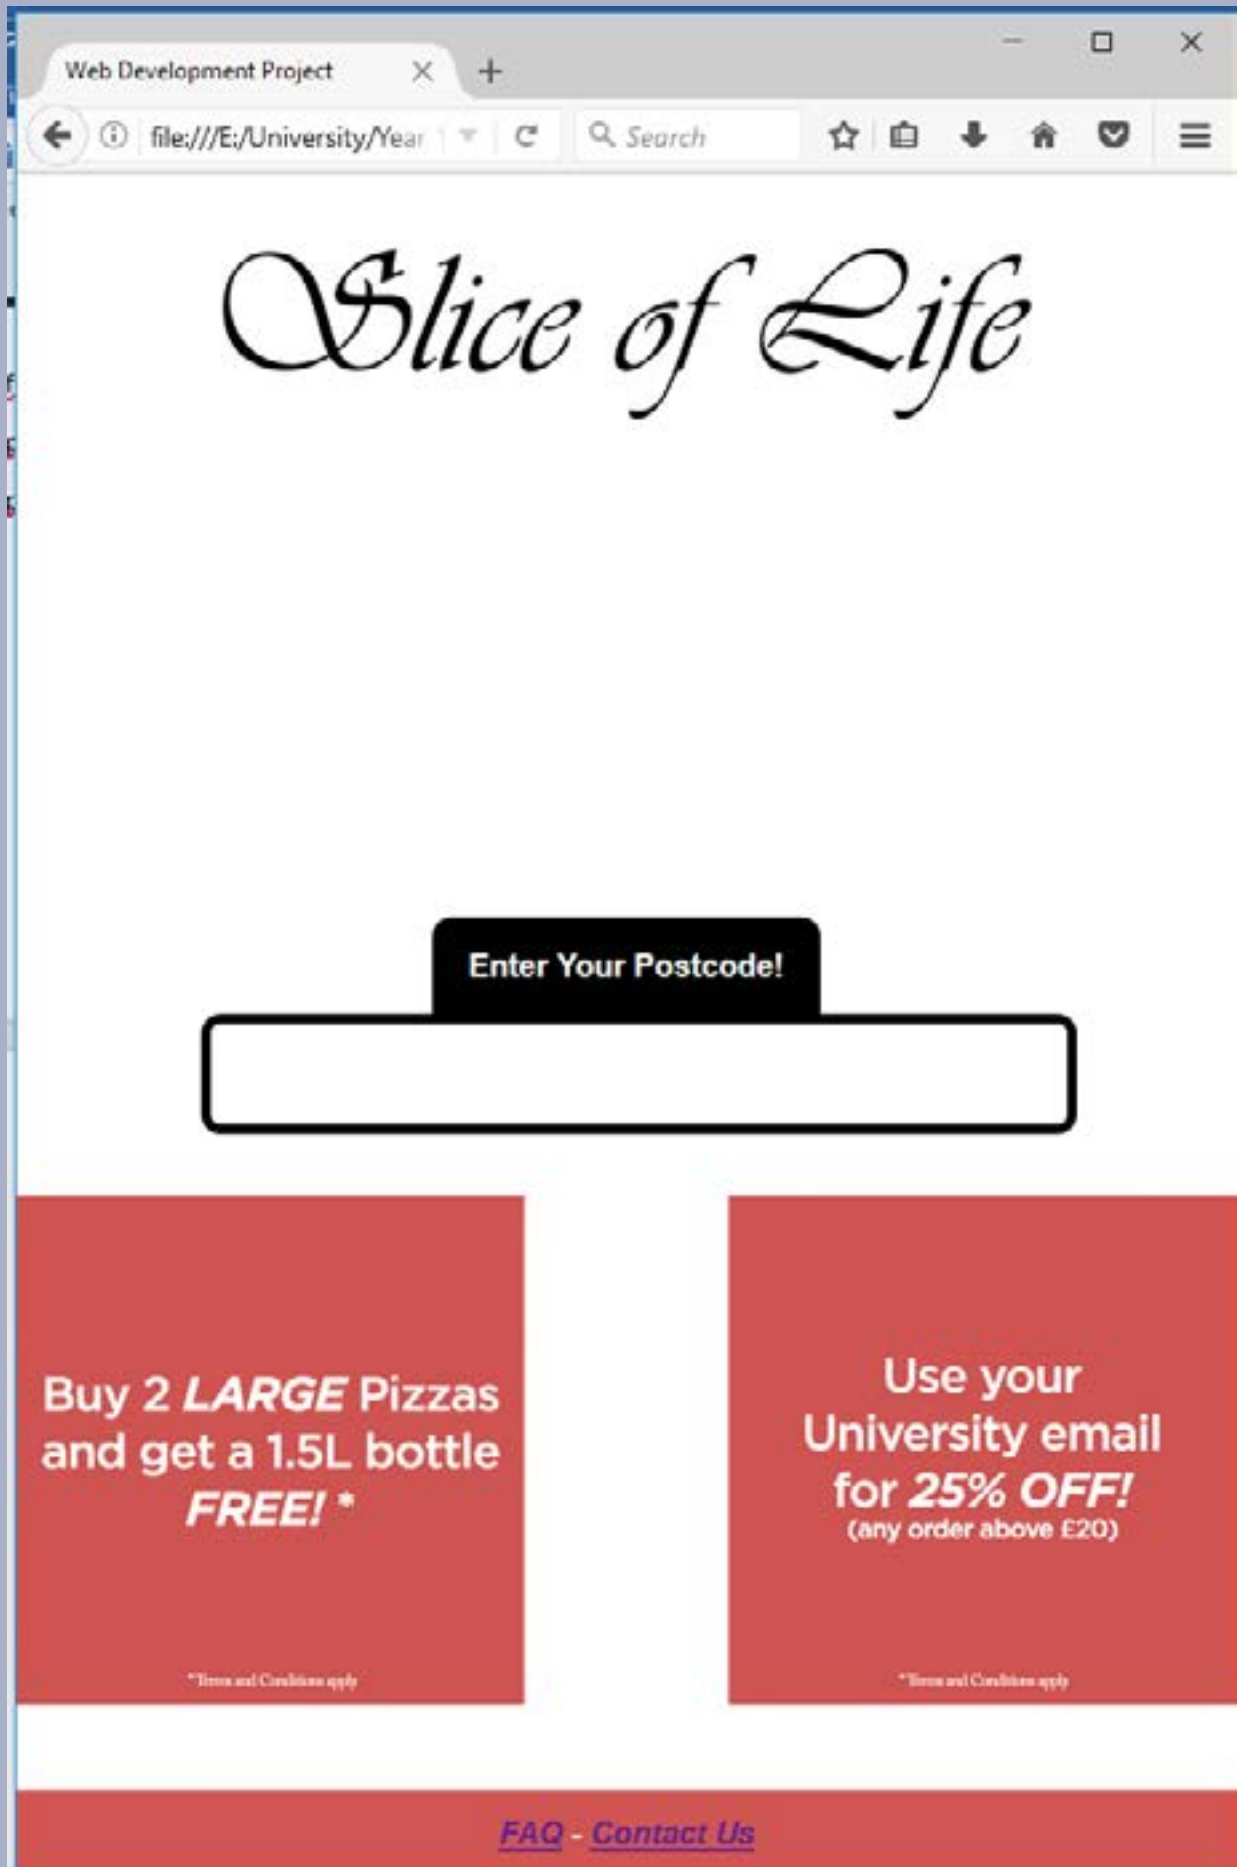 Web Development Project
file:///E:/University/Year
Search
Slice of Life
Enter Your Postcode!
Buy 2 LARGE Pizzas
and get a 1.5L bottle
FREE! *
*Terms and Conditions apply
Use your
University email
for 25% OFF!
(any order above £20)
*Terms and Conditions apply
FAQ - Contact Us